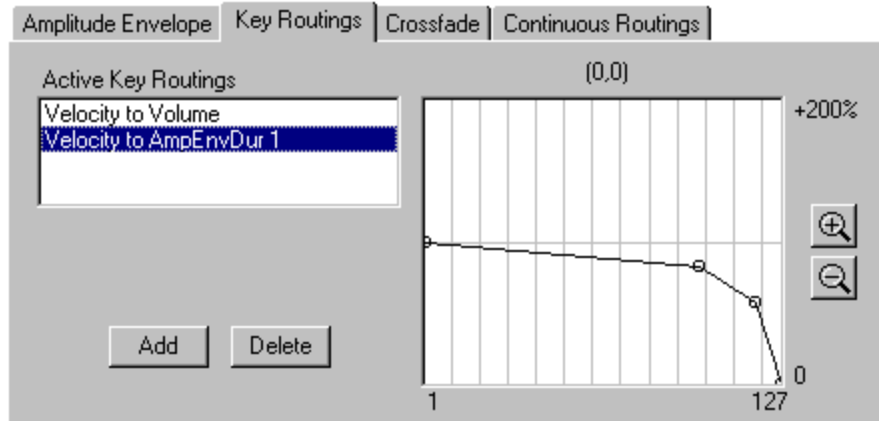 Amplitude Envelope Key Routings Crossfade Continuous Routings
Active Key Routings
(0,0)
Velocity to Volume
Velocity to AmpEnvDur 1
+200%
Add Delete
0
1 127